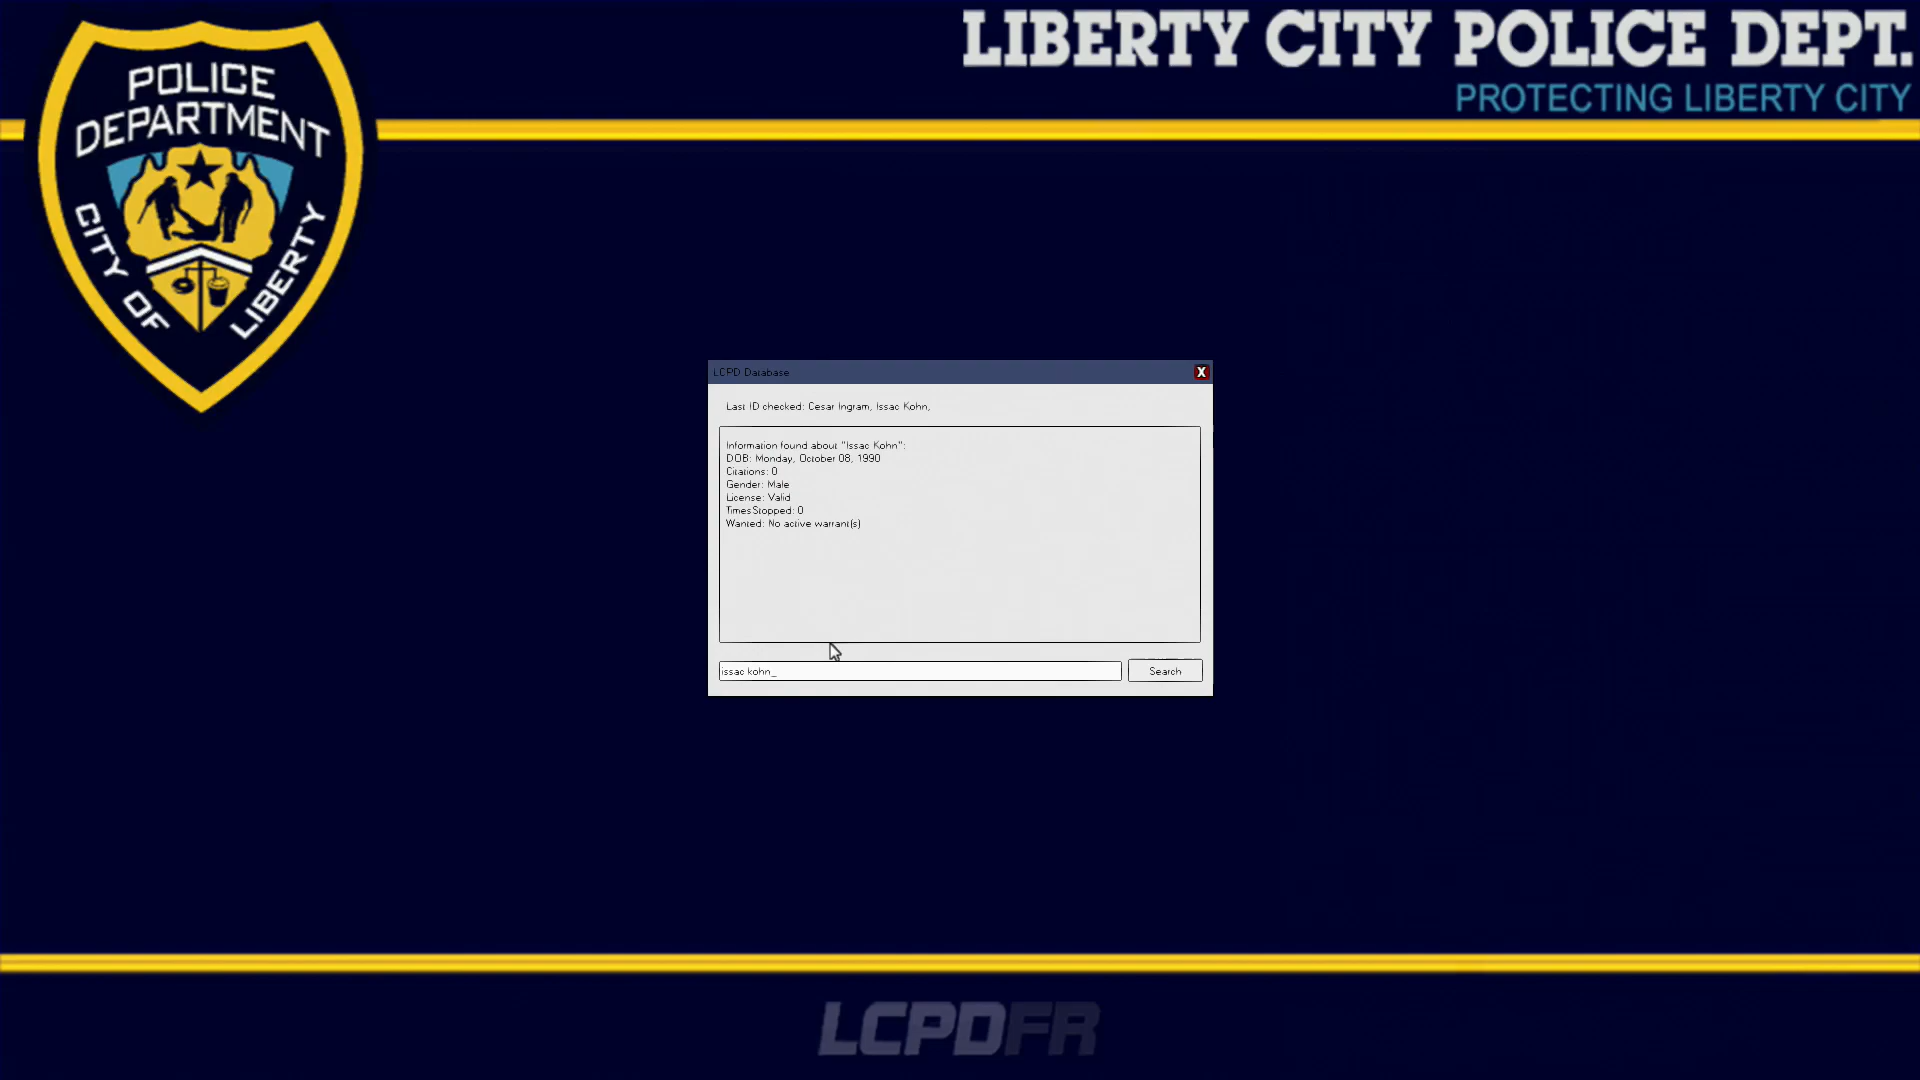 POLICE
DEPARTMENT
CITY OF LIBERTY
LIBERTY CITY POLICE DEPT.
PROTECTING LIBERTY CITY
LCPD Database
X
Last ID checked: Cesar Ingram, Issac Kohn,
Information found about "Issac Kohn":
DOB: Monday, October 08, 1990
Citations: 0
Gender: Male
License: Valid
TimesStopped: 0
Wanted: No active warrant(s)
issac kohn_
Search
LCPDFR